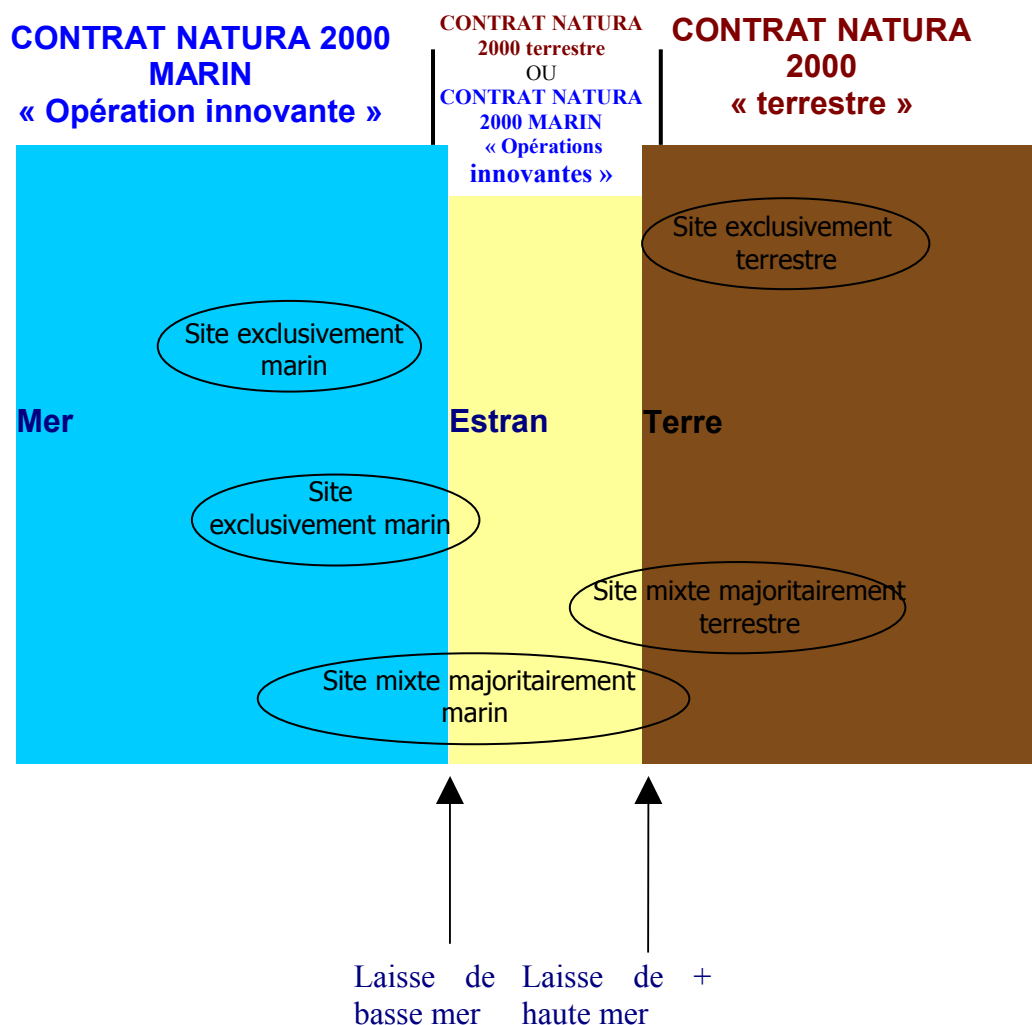 CONTRAT NATURA 2000
MARIN
« Opération innovante »
CONTRAT NATURA
2000 terrestre
OU
CONTRAT NATURA
2000 MARIN
« Opérations
innovantes »
CONTRAT NATURA
2000
« terrestre »
Site exclusivement
terrestre
Site exclusivement
marin
Mer
Estran
Terre
Site
exclusivement marin
Site mixte majoritairement
terrestre
Site mixte majoritairement
marin
Laisse de
basse mer
Laisse de +
haute mer